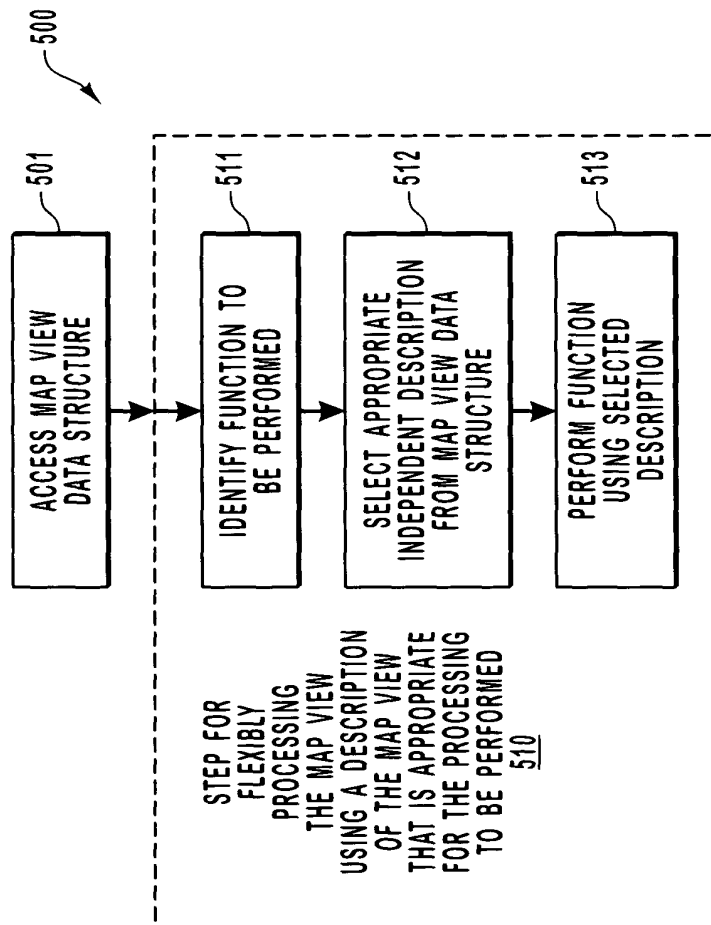 500
501
ACCESS MAP VIEW
DATA STRUCTURE
511
IDENTIFY FUNCTION TO
BE PERFORMED
512
SELECT APPROPRIATE
INDEPENDENT DESCRIPTION
FROM MAP VIEW DATA
STRUCTURE
513
PERFORM FUNCTION
USING SELECTED
DESCRIPTION
STEP FOR
FLEXIBLY
PROCESSING
THE MAP VIEW
USING A DESCRIPTION
OF THE MAP VIEW
THAT IS APPROPRIATE
FOR THE PROCESSING
TO BE PERFORMED
510